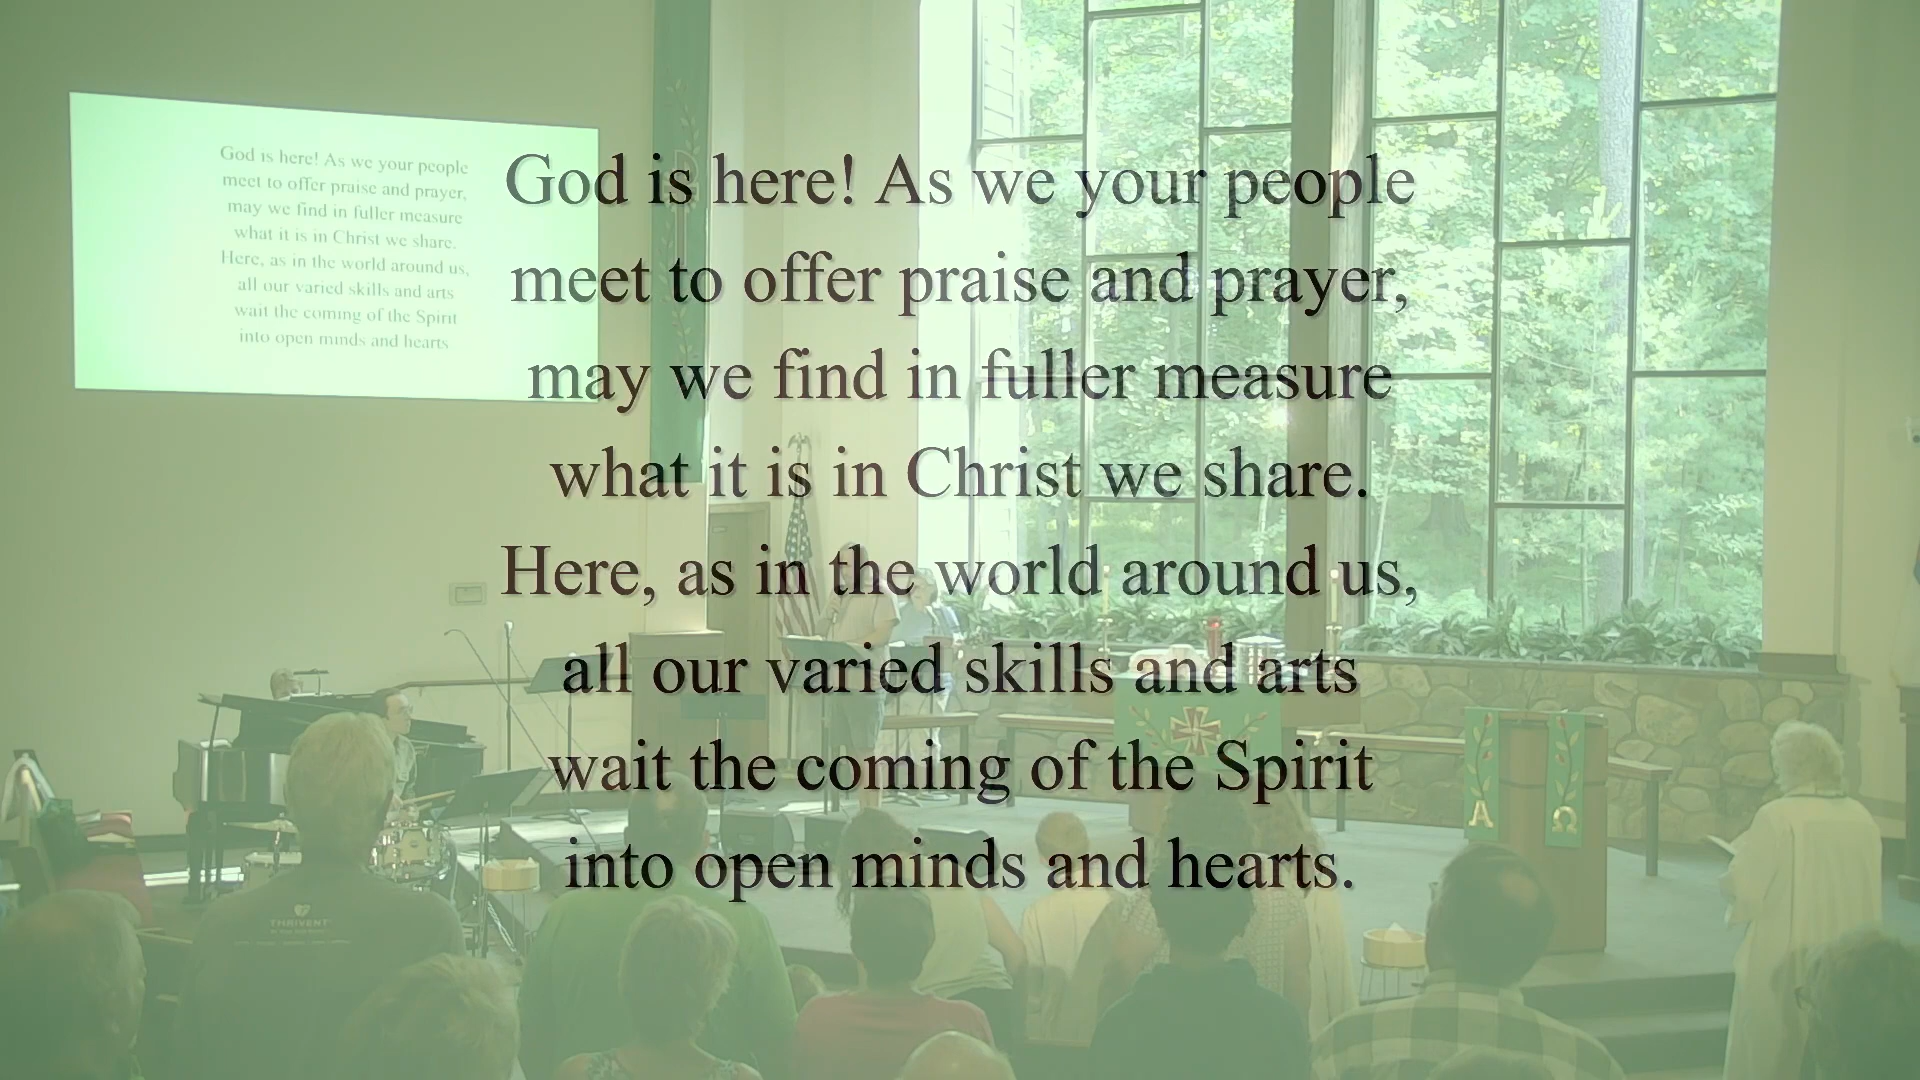 God is here! As we your people
meet to offer praise and prayer,
may we find in fuller measure
what it is in Christ we share.
Here, as in the world around us,
all our varied skills and arts
wait the coming of the Spirit
into open minds and hearts.
God is here! As we your people
meet to offer praise and prayer,
may we find in fuller measure
what it is in Christ we share.
Here, as in the world around us,
all our varied skills and arts
wait the coming of the Spirit
into open minds and hearts
THRIVENT
Α
Ω